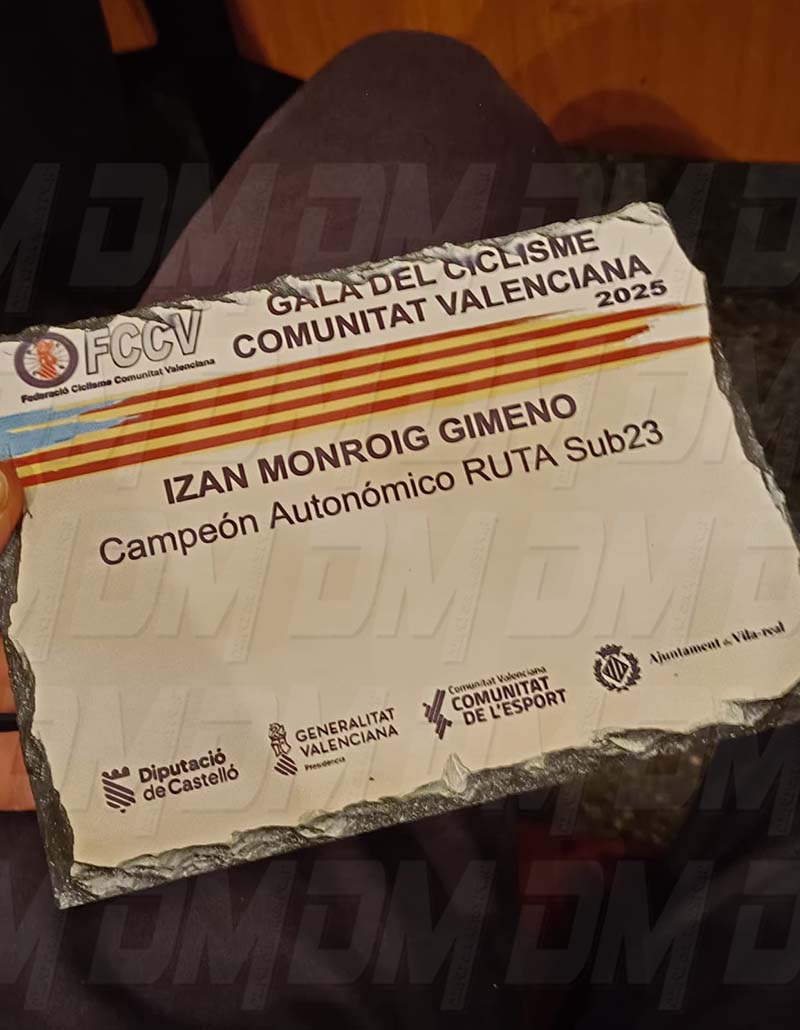 GALA DEL CICLISME
COMUNITAT VALENCIANA
2025
FCCV
Federació Ciclisme Comunitat Valenciana
IZAN MONROIG GIMENO
Campeón Autonómico RUTA Sub23
Diputació
de Castelló
GENERALITAT
VALENCIANA
Presidència
Comunitat Valenciana
COMUNITAT
DE L'ESPORT
Ajuntament de Vila-real
DM